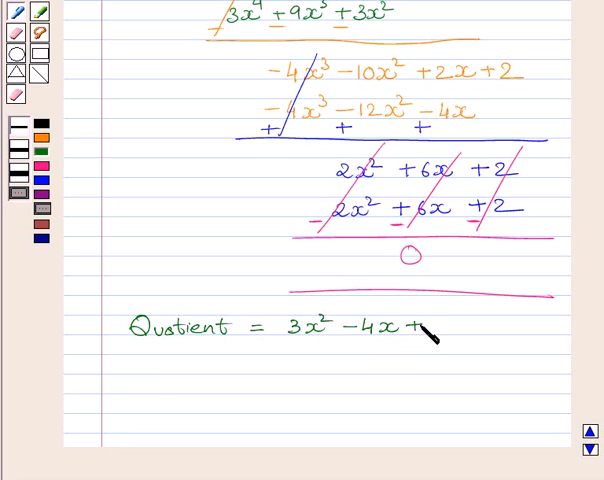 3x⁴ + 9x³ + 3x²
−
−
−
−4x³ −10x² +2x +2
−4x³ −12x² −4x
+ + +
2x² +6x +2
2x² +6x +2
− − −
0
Quotient = 3x² −4x +